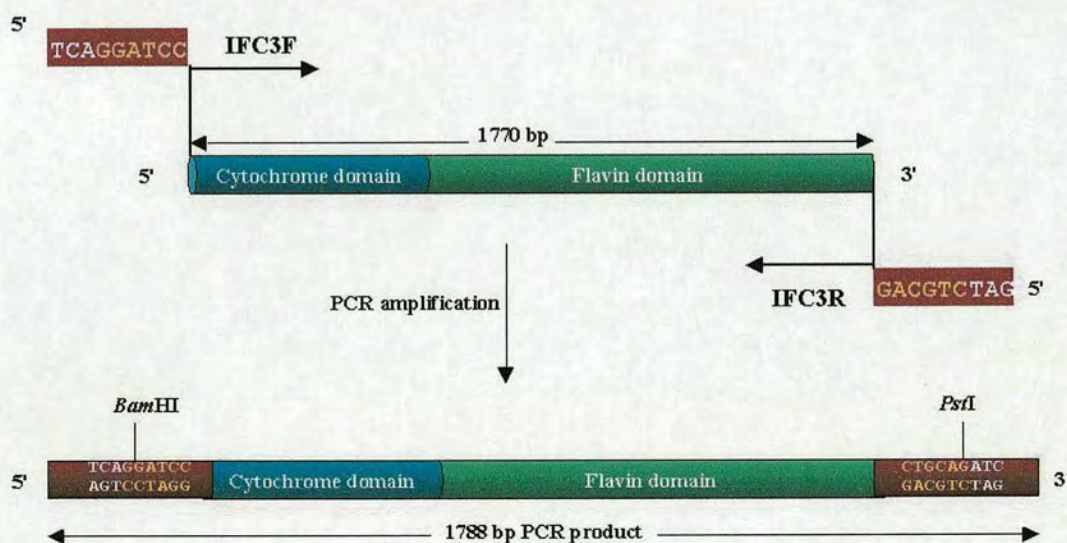 5'
TCAGGATCC
IFC3F
1770 bp
5'
Cytochrome domain
Flavin domain
3'
GACGTCTAG
5'
IFC3R
PCR amplification
BamHI
PstI
5'
TCAGGATCC
AGTCCTAGG
Cytochrome domain
Flavin domain
CTGCAGATC
GACGTCTAG
3'
1788 bp PCR product